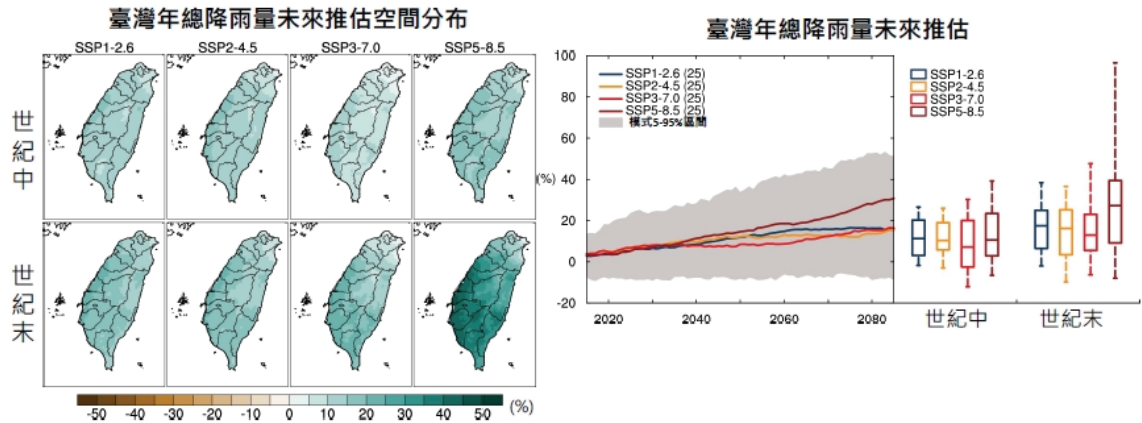 臺灣年總降雨量未來推估空間分布
SSP1-2.6 SSP2-4.5 SSP3-7.0 SSP5-8.5
世紀中
世紀末
-50 -40 -30 -20 -10 0 10 20 30 40 50 (%)
臺灣年總降雨量未來推估
(%)
100
80
60
40
20
0
-20
SSP1-2.6 (25)
SSP2-4.5 (25)
SSP3-7.0 (25)
SSP5-8.5 (25)
模式5-95%區間
2020 2040 2060 2080
SSP1-2.6
SSP2-4.5
SSP3-7.0
SSP5-8.5
世紀中 世紀末